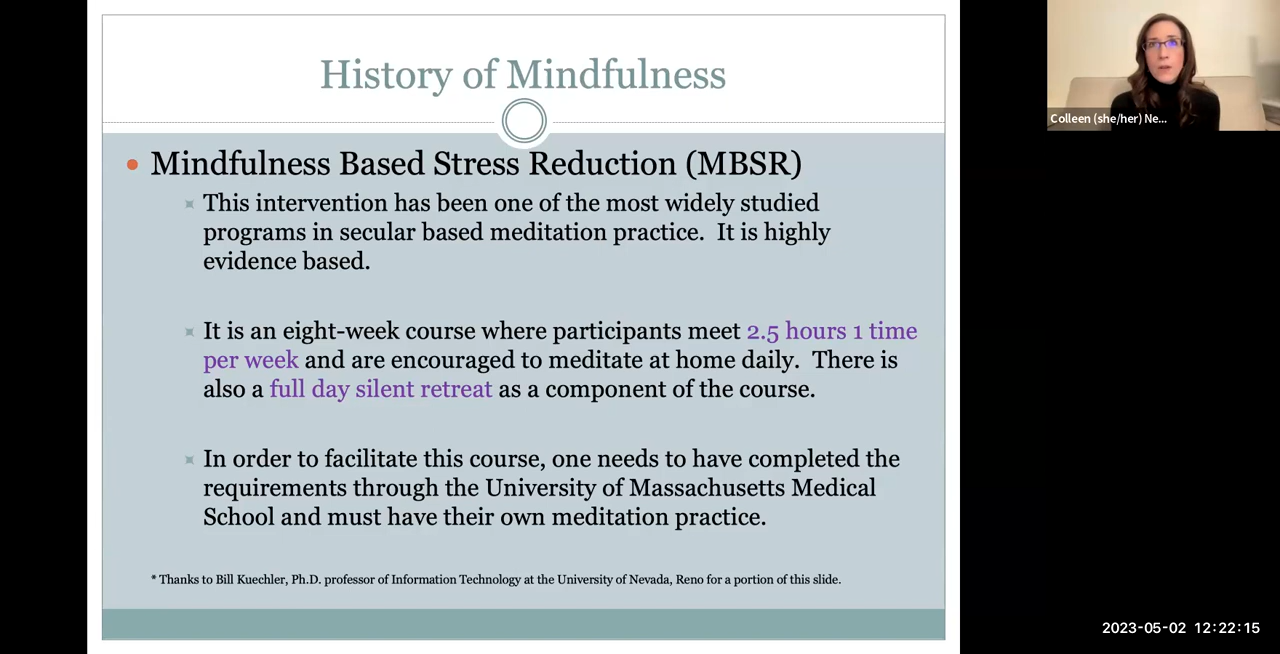 History of Mindfulness
Mindfulness Based Stress Reduction (MBSR)
This intervention has been one of the most widely studied
programs in secular based meditation practice.  It is highly
evidence based.
It is an eight-week course where participants meet 2.5 hours 1 time
per week and are encouraged to meditate at home daily.  There is
also a full day silent retreat as a component of the course.
In order to facilitate this course, one needs to have completed the
requirements through the University of Massachusetts Medical
School and must have their own meditation practice.
* Thanks to Bill Kuechler, Ph.D. professor of Information Technology at the University of Nevada, Reno for a portion of this slide.
Colleen (she/her) Ne...
2023-05-02 12:22:15